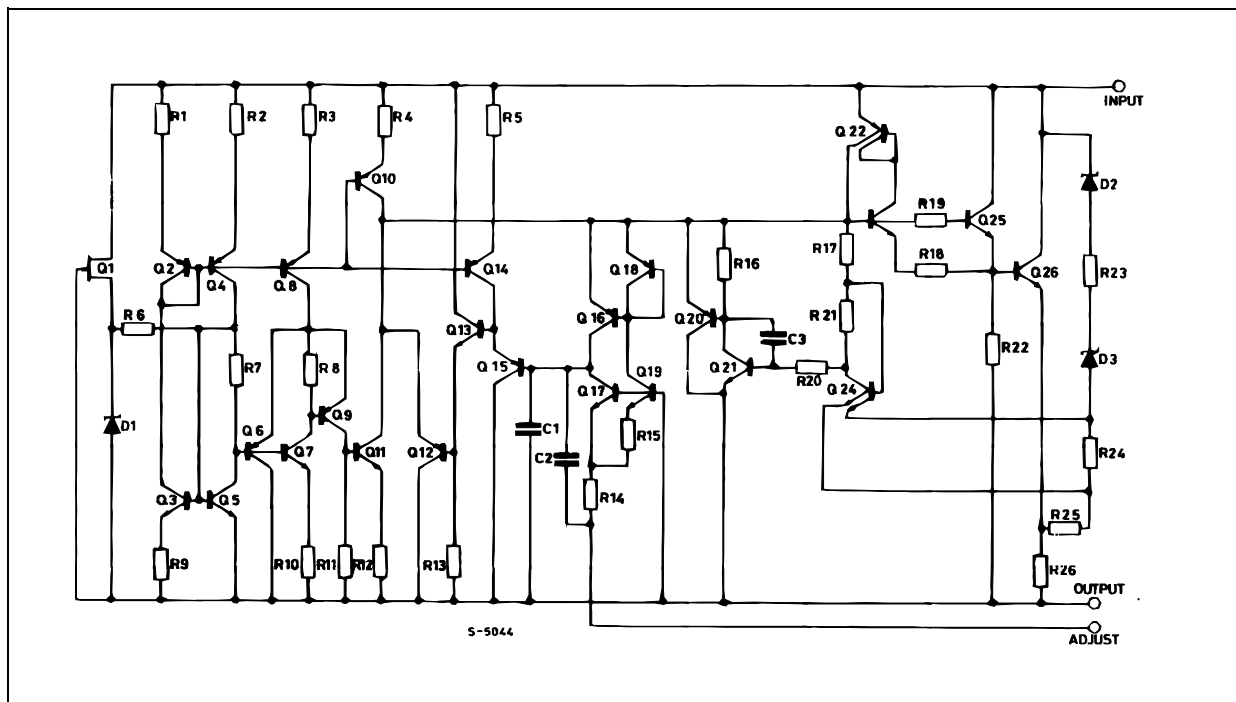 INPUT
R1
R2
R3
R4
R5
Q22
Q10
D2
R19
Q25
R18
Q1
Q2
Q4
Q8
Q14
Q18
R16
R17
Q26
R23
R6
Q13
Q16
Q20
C3
R21
R7
R8
Q15
Q17
Q19
Q21
R20
Q24
R22
D3
D1
Q6
Q9
Q7
Q11
Q12
C1
C2
R15
R24
Q3
Q5
R14
R25
R9
R10
R11
R12
R13
R26
OUTPUT
S-5044
ADJUST